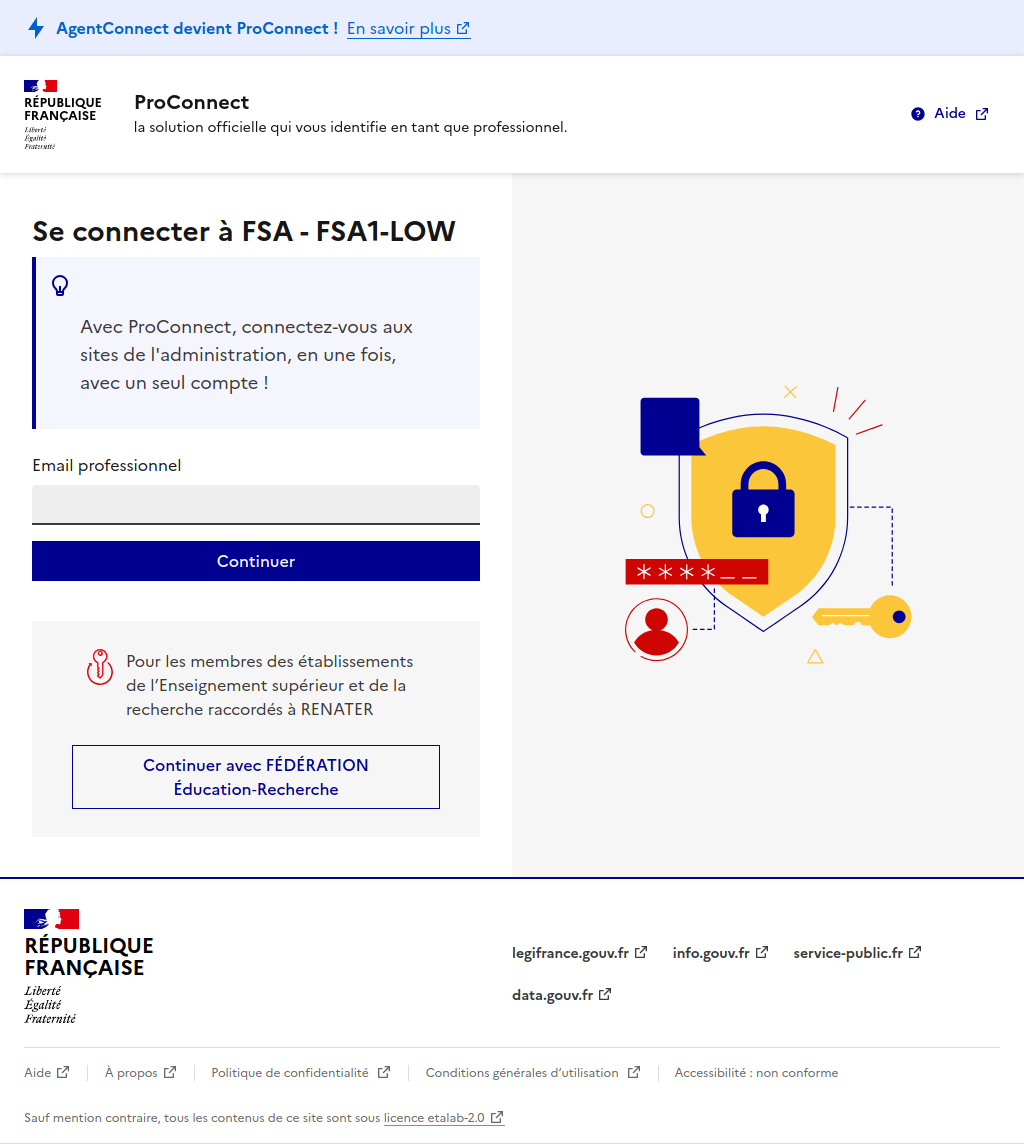 AgentConnect devient ProConnect ! En savoir plus
RÉPUBLIQUE
FRANÇAISE
Liberté
Égalité
Fraternité
ProConnect
la solution officielle qui vous identifie en tant que professionnel.
Aide
Se connecter à FSA - FSA1-LOW
Avec ProConnect, connectez-vous aux
sites de l'administration, en une fois,
avec un seul compte !
Email professionnel
Continuer
Pour les membres des établissements
de l’Enseignement supérieur et de la
recherche raccordés à RENATER
Continuer avec FÉDÉRATION
Éducation-Recherche
RÉPUBLIQUE
FRANÇAISE
Liberté
Égalité
Fraternité
legifrance.gouv.fr info.gouv.fr service-public.fr
data.gouv.fr
Aide À propos Politique de confidentialité Conditions générales d’utilisation Accessibilité : non conforme
Sauf mention contraire, tous les contenus de ce site sont sous licence etalab-2.0